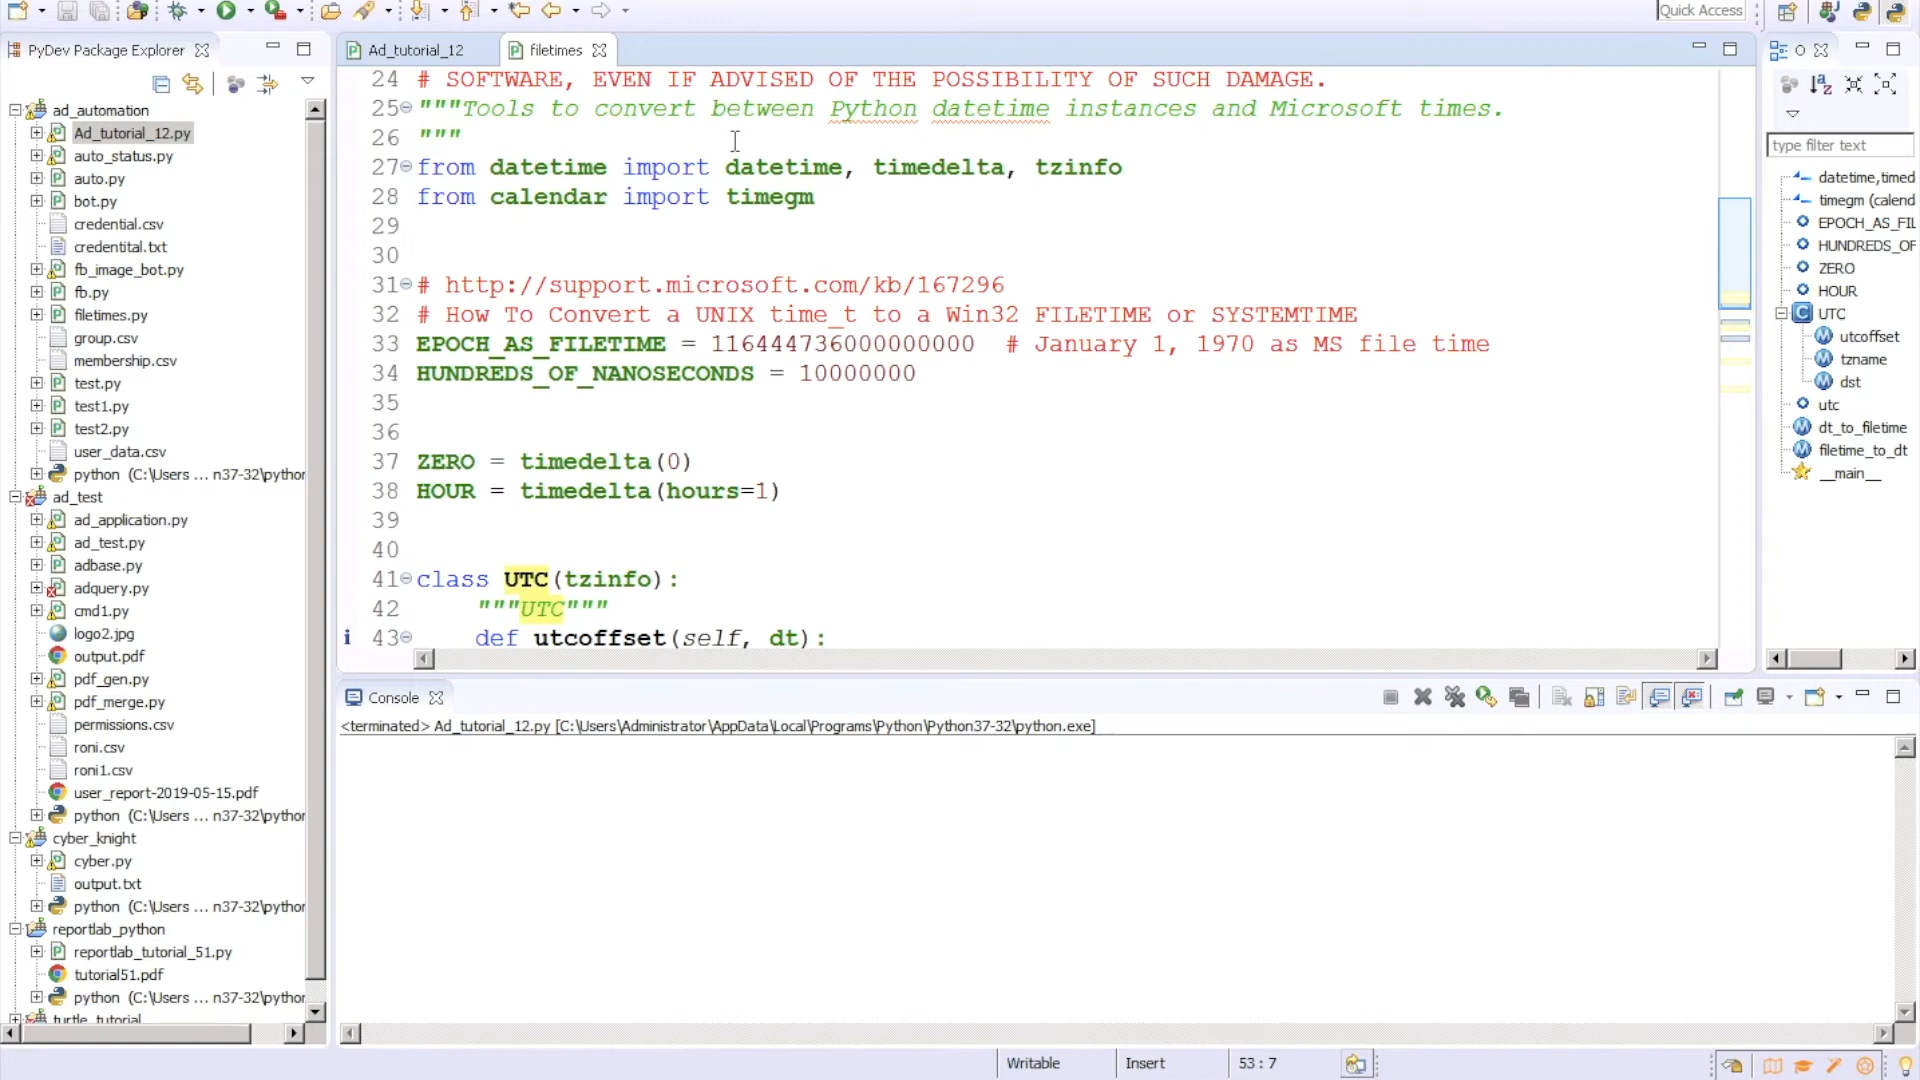 Quick Access
PyDev Package Explorer
ad_automation
Ad_tutorial_12.py
auto_status.py
auto.py
bot.py
credential.csv
credentital.txt
fb_image_bot.py
fb.py
filetimes.py
group.csv
membership.csv
test.py
test1.py
test2.py
user_data.csv
python (C:\Users ... n37-32\pythor
ad_test
ad_application.py
ad_test.py
adbase.py
adquery.py
cmd1.py
logo2.jpg
output.pdf
pdf_gen.py
pdf_merge.py
permissions.csv
roni.csv
roni1.csv
user_report-2019-05-15.pdf
python (C:\Users ... n37-32\pythor
cyber_knight
cyber.py
output.txt
python (C:\Users ... n37-32\pythor
reportlab_python
reportlab_tutorial_51.py
tutorial51.pdf
python (C:\Users ... n37-32\pythor
turtle_tutorial
Ad_tutorial_12
filetimes
24 # SOFTWARE, EVEN IF ADVISED OF THE POSSIBILITY OF SUCH DAMAGE.
25 """Tools to convert between Python datetime instances and Microsoft times.
26 """
27 from datetime import datetime, timedelta, tzinfo
28 from calendar import timegm
29
30
31 # http://support.microsoft.com/kb/167296
32 # How To Convert a UNIX time_t to a Win32 FILETIME or SYSTEMTIME
33 EPOCH_AS_FILETIME = 116444736000000000  # January 1, 1970 as MS file time
34 HUNDREDS_OF_NANOSECONDS = 10000000
35
36
37 ZERO = timedelta(0)
38 HOUR = timedelta(hours=1)
39
40
41 class UTC(tzinfo):
42     """UTC"""
43     def utcoffset(self, dt):
type filter text
datetime,timed
timegm (calend
EPOCH_AS_FIL
HUNDREDS_OF
ZERO
HOUR
UTC
utcoffset
tzname
dst
utc
dt_to_filetime
filetime_to_dt
__main__
Console
<terminated> Ad_tutorial_12.py [C:\Users\Administrator\AppData\Local\Programs\Python\Python37-32\python.exe]
Writable
Insert
53 : 7